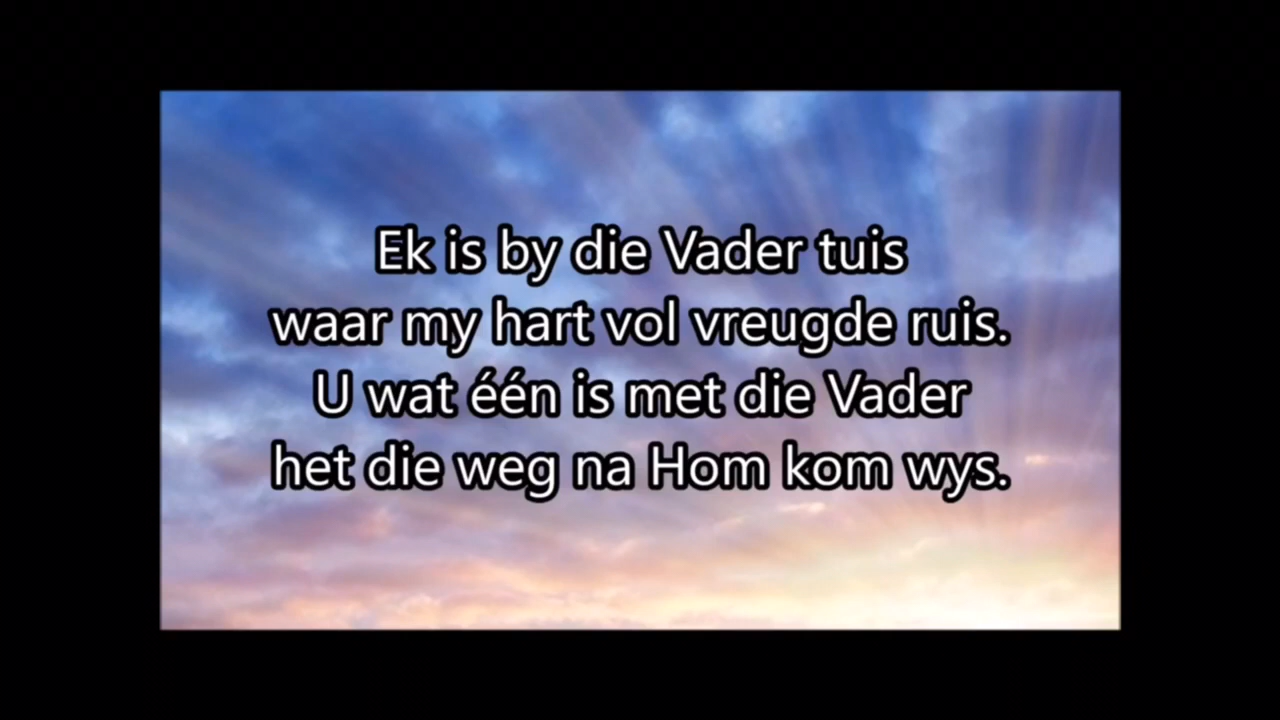 Ek is by die Vader tuis
waar my hart vol vreugde ruis.
U wat één is met die Vader
het die weg na Hom kom wys.